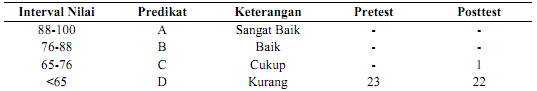 Interval Nilai Predikat Keterangan Pretest Posttest
88-100 A Sangat Baik - -
76-88 B Baik - -
65-76 C Cukup - 1
<65 D Kurang 23 22